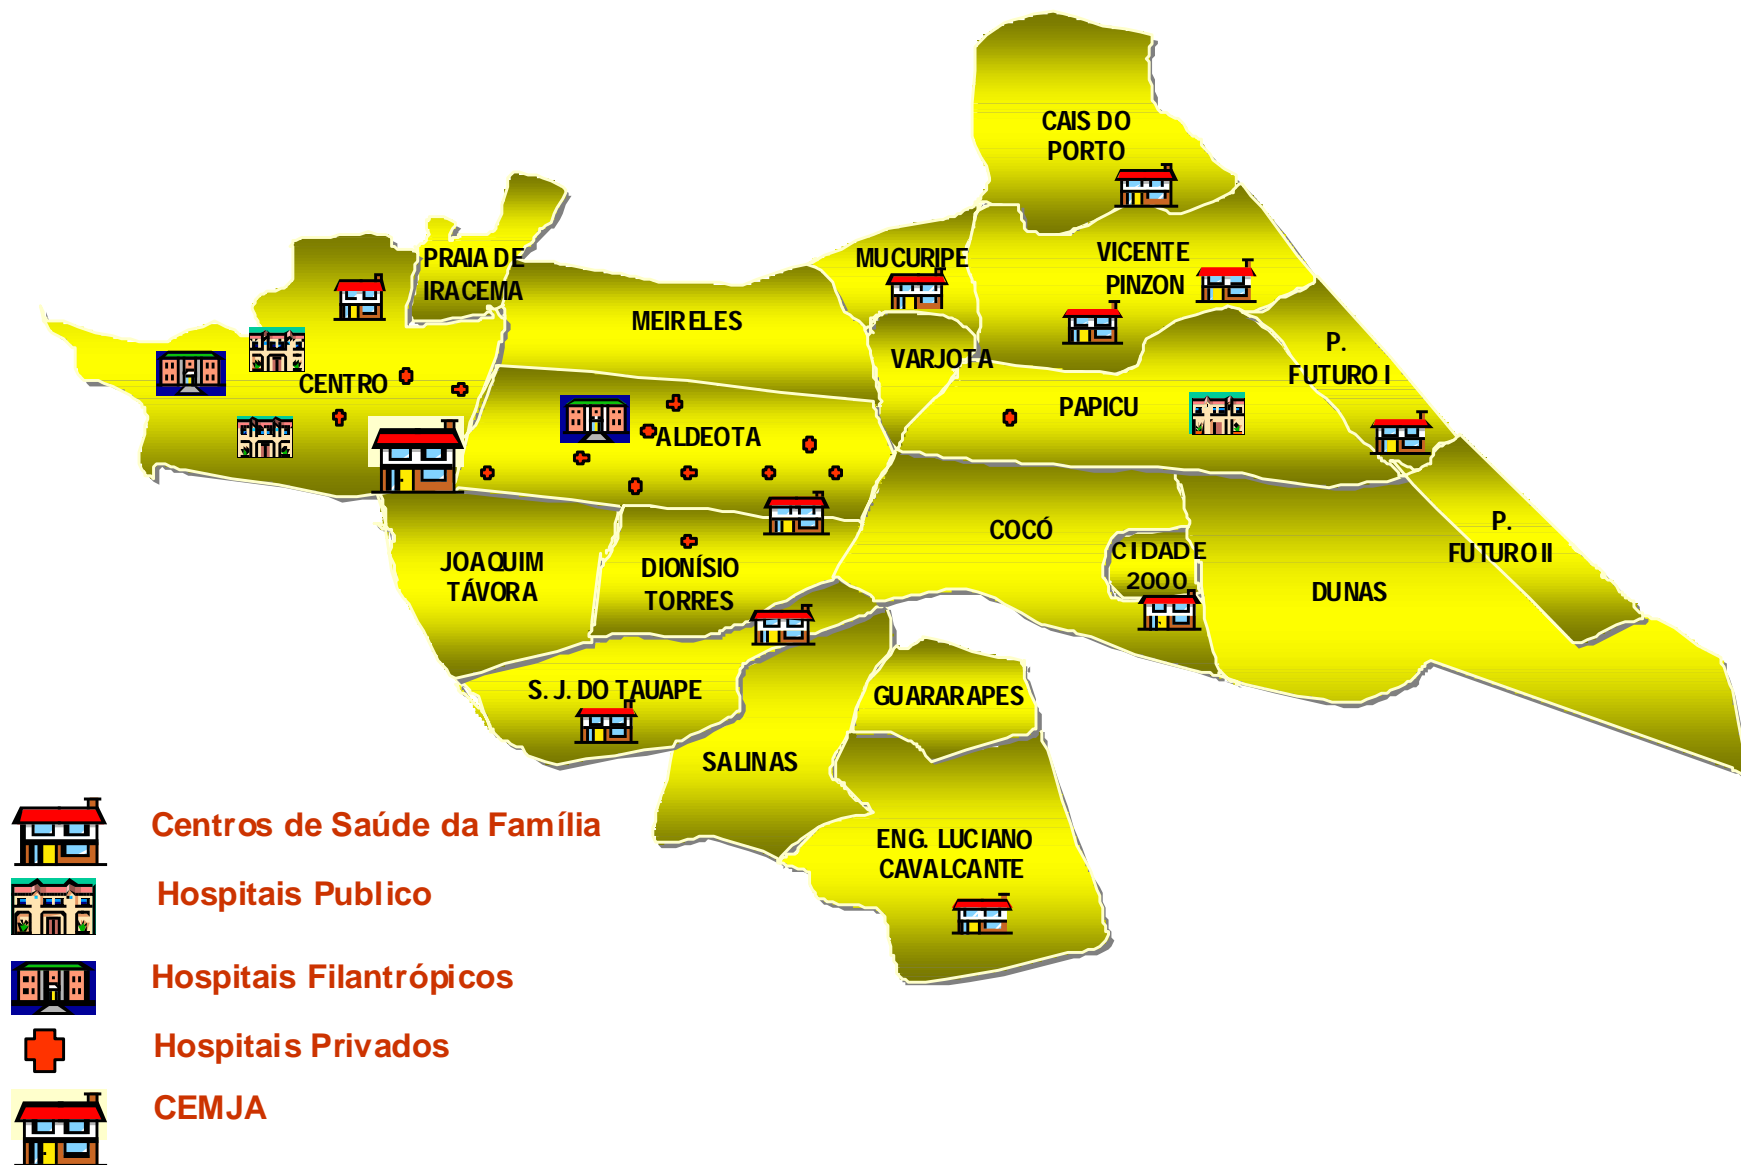 CAIS DO
PORTO
PRAIA DE
IRACEMA
MUCURIPE
VICENTE
PINZON
MEIRELES
VARJOTA
P.
FUTURO I
CENTRO
PAPICU
ALDEOTA
COCÓ
P.
FUTURO II
CIDADE
2000
JOAQUIM
TÁVORA
DIONÍSIO
TORRES
DUNAS
S. J. DO TAUAPE
GUARARAPES
SALINAS
ENG. LUCIANO
CAVALCANTE
Centros de Saúde da Família
Hospitais Publico
Hospitais Filantrópicos
Hospitais Privados
CEMJA